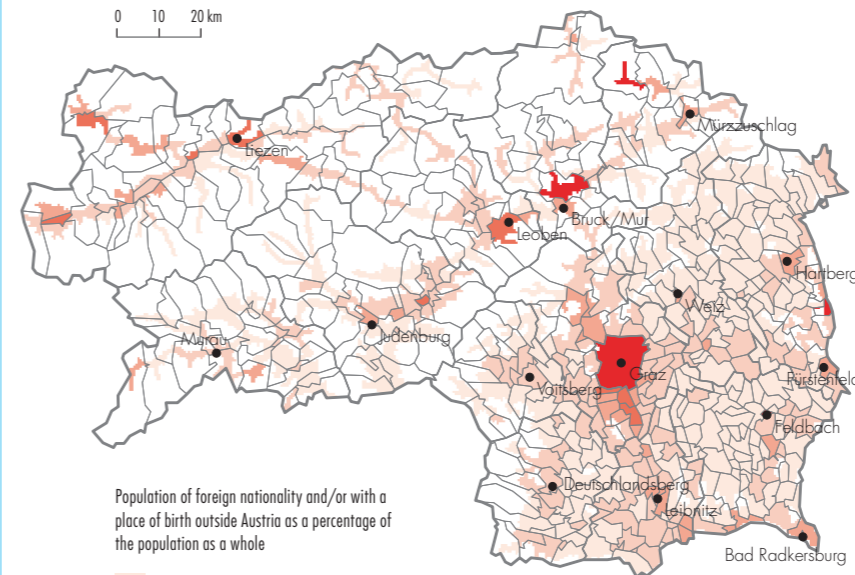 0 10 20 km
Mürzzuschlag
Liezen
Bruck/Mur
Leoben
Hartberg
Weiz
Judenburg
Murau
Graz
Fürstenfeld
Voitsberg
Feldbach
Deutschlandsberg
Leibnitz
Population of foreign nationality and/or with a
place of birth outside Austria as a percentage of
the population as a whole
Bad Radkersburg